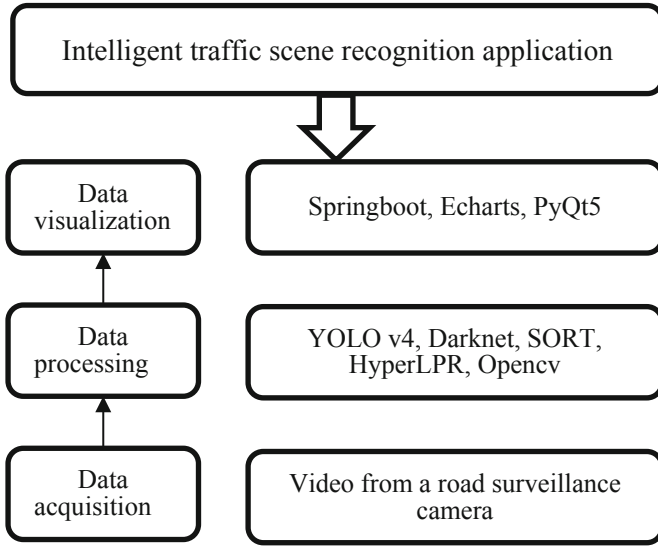 Intelligent traffic scene recognition application
Data
visualization
Springboot, Echarts, PyQt5
Data
processing
YOLO v4, Darknet, SORT,
HyperLPR, Opencv
Data
acquisition
Video from a road surveillance
camera